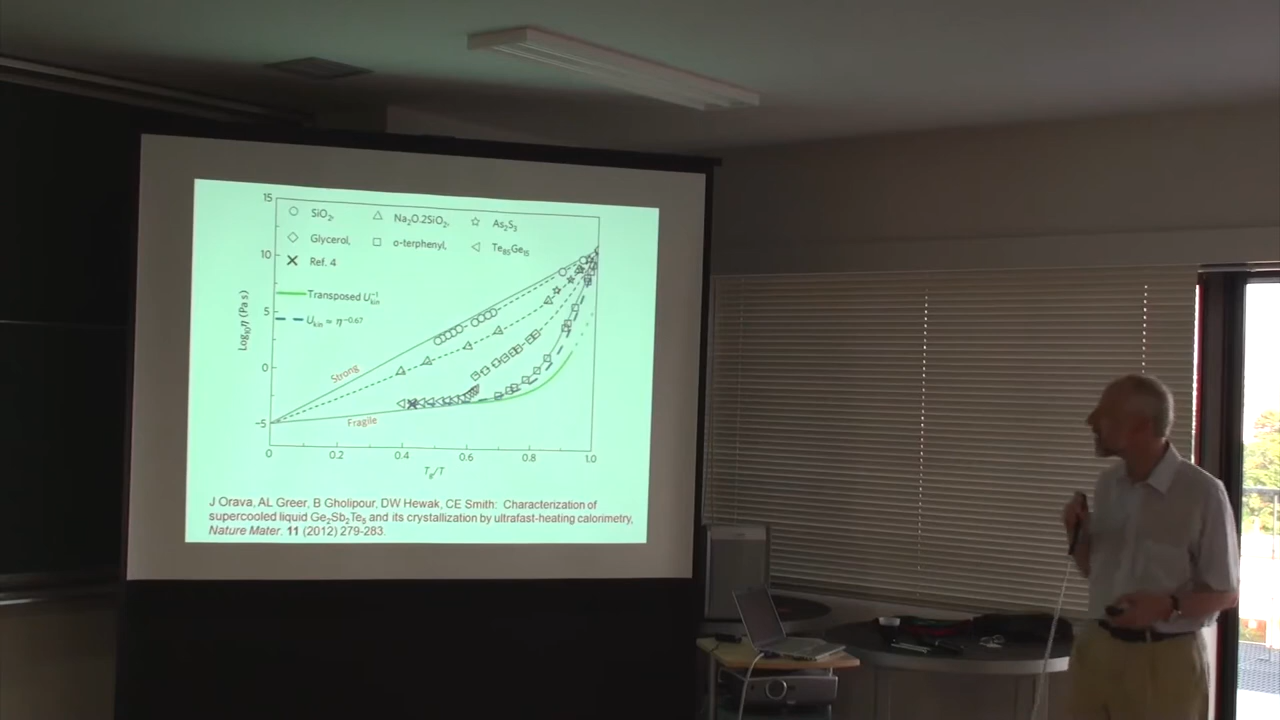 15
SiO₂,
Na₂O.2SiO₂,
As₂S₃
Glycerol,
o-terphenyl,
Te₈₅Ge₁₅
10
Ref. 4
Transposed U⁻¹kin
5
Ukin ≈ η⁻⁰·⁶⁷
Log₁₀η (Pa s)
0
Strong
−5
Fragile
0 0.2 0.4 0.6 0.8 1.0
Tg/T
J Orava, AL Greer, B Gholipour, DW Hewak, CE Smith: Characterization of
supercooled liquid Ge₂Sb₂Te₅ and its crystallization by ultrafast-heating calorimetry,
Nature Mater. 11 (2012) 279-283.